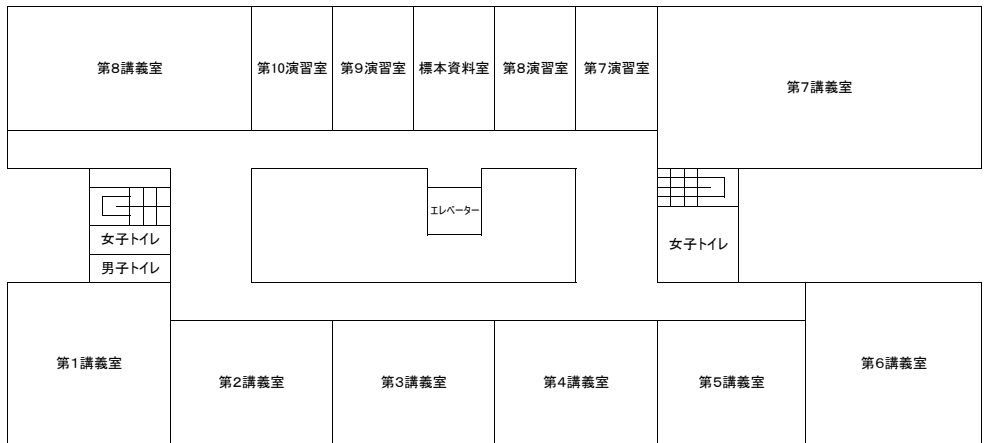 第8講義室
第10演習室
第9演習室
標本資料室
第8演習室
第7演習室
第7講義室
エレベーター
女子トイレ
男子トイレ
女子トイレ
第1講義室
第2講義室
第3講義室
第4講義室
第5講義室
第6講義室